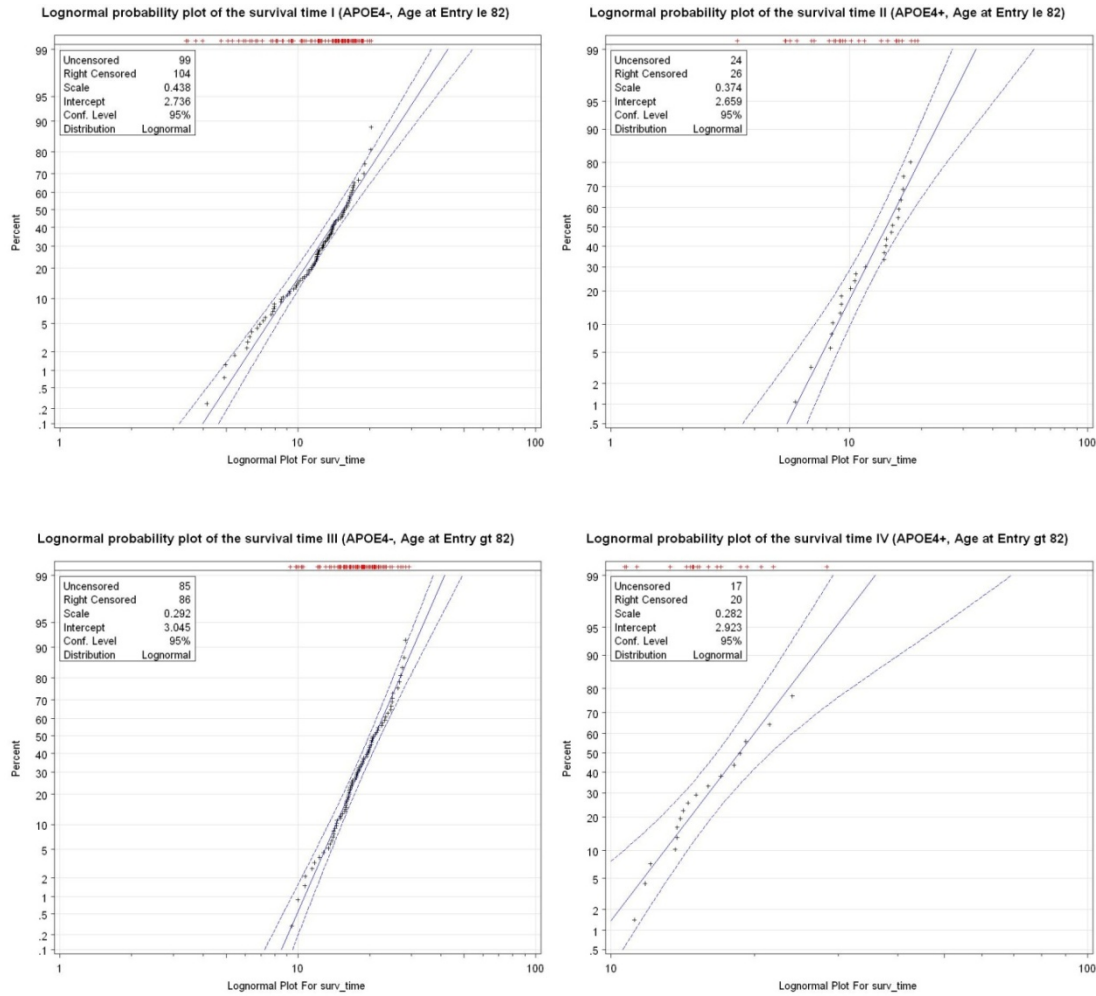 Lognormal probability plot of the survival time I (APOE4-, Age at Entry le 82)
99
95
90
80
70
60
50
40
30
20
10
5
2
1
.5
.2
.1
Percent
Uncensored 99
Right Censored 104
Scale 0.438
Intercept 2.736
Conf. Level 95%
Distribution Lognormal
1 10 100
Lognormal Plot For surv_time
Lognormal probability plot of the survival time II (APOE4+, Age at Entry le 82)
99
95
90
80
70
60
50
40
30
20
10
5
2
1
.5
Percent
Uncensored 24
Right Censored 26
Scale 0.374
Intercept 2.659
Conf. Level 95%
Distribution Lognormal
1 10 100
Lognormal Plot For surv_time
Lognormal probability plot of the survival time III (APOE4-, Age at Entry gt 82)
99
95
90
80
70
60
50
40
30
20
10
5
2
1
.5
.2
.1
Percent
Uncensored 85
Right Censored 86
Scale 0.292
Intercept 3.045
Conf. Level 95%
Distribution Lognormal
1 10 100
Lognormal Plot For surv_time
Lognormal probability plot of the survival time IV (APOE4+, Age at Entry gt 82)
99
95
90
80
70
60
50
40
30
20
10
5
2
1
.5
Percent
Uncensored 17
Right Censored 20
Scale 0.282
Intercept 2.923
Conf. Level 95%
Distribution Lognormal
10 100
Lognormal Plot For surv_time